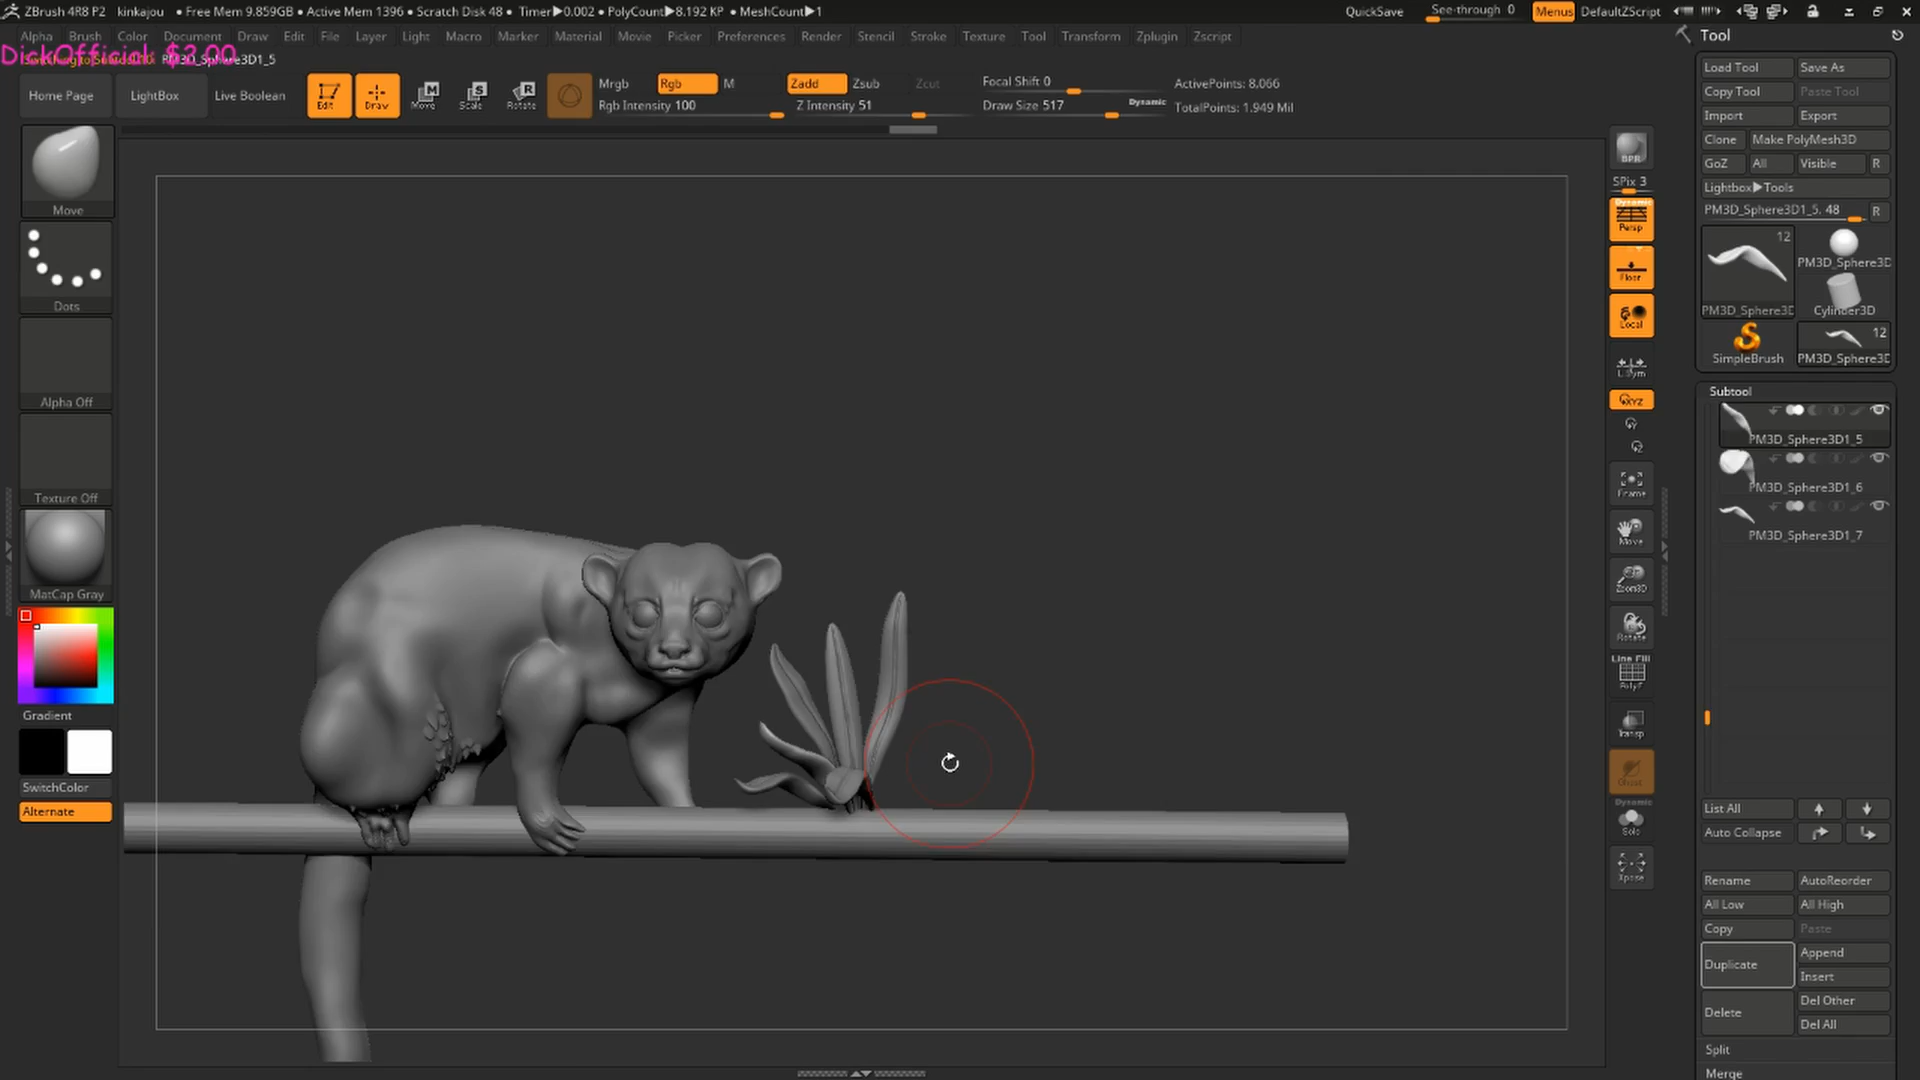 ZBrush 4R8 P2 kinkajou • Free Mem 9.859GB • Active Mem 1396 • Scratch Disk 48 • Timer▶0.002 • PolyCount▶8.192 KP • MeshCount▶1 QuickSave See-through 0 Menus DefaultZScript
Alpha Brush Color Document Draw Edit File Layer Light Macro Marker Material Movie Picker Preferences Render Stencil Stroke Texture Tool Transform Zplugin Zscript
DickOfficial $3.00
PM3D_Sphere3D1_5
Home Page LightBox Live Boolean Edit Draw Move Scale Rotate
Mrgb Rgb M Zadd Zsub Zcut Focal Shift 0 ActivePoints: 8,066
Rgb Intensity 100 Z Intensity 51 Draw Size 517 Dynamic TotalPoints: 1.949 Mil
Move
Dots
Alpha Off
Texture Off
MatCap Gray
Gradient
SwitchColor
Alternate
BPR
SPix 3
Dynamic
Persp
Floor
Local
L.Sym
XYZ
Frame
Move
Zoom3D
Rotate
Line Fill
PolyF
Transp
Ghost
Dynamic
Solo
Xpose
Tool
Load Tool Save As
Copy Tool Paste Tool
Import Export
Clone Make PolyMesh3D
GoZ All Visible R
Lightbox▶Tools
PM3D_Sphere3D1_5. 48 R
12
PM3D_Sphere3D
PM3D_Sphere3D Cylinder3D
12
SimpleBrush PM3D_Sphere3D
Subtool
PM3D_Sphere3D1_5
PM3D_Sphere3D1_6
PM3D_Sphere3D1_7
List All
Auto Collapse
Rename AutoReorder
All Low All High
Copy Paste
Duplicate Append
Insert
Delete Del Other
Del All
Split
Merge